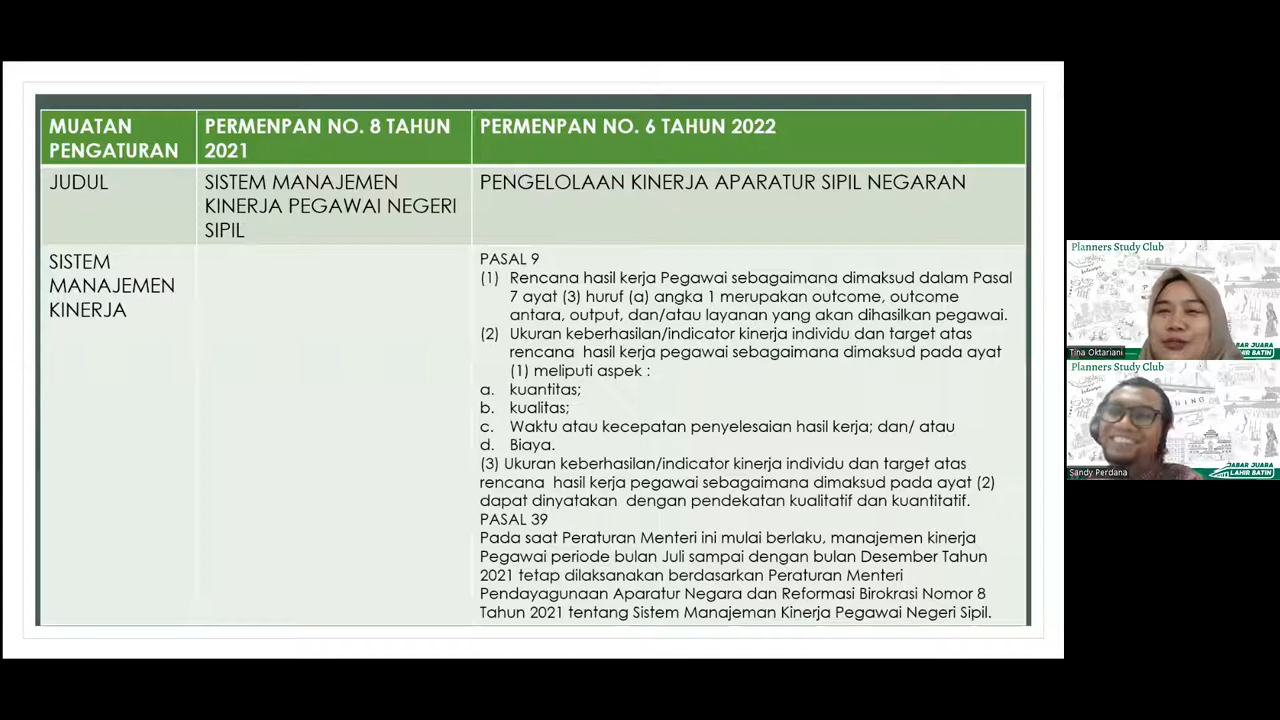 MUATAN
PENGATURAN
PERMENPAN NO. 8 TAHUN
2021
PERMENPAN NO. 6 TAHUN 2022
JUDUL
SISTEM MANAJEMEN
KINERJA PEGAWAI NEGERI
SIPIL
PENGELOLAAN KINERJA APARATUR SIPIL NEGARAN
SISTEM
MANAJEMEN
KINERJA
PASAL 9
(1) Rencana hasil kerja Pegawai sebagaimana dimaksud dalam Pasal
7 ayat (3) huruf (a) angka 1 merupakan outcome, outcome
antara, output, dan/atau layanan yang akan dihasilkan pegawai.
(2) Ukuran keberhasilan/indicator kinerja individu dan target atas
rencana hasil kerja pegawai sebagaimana dimaksud pada ayat
(1) meliputi aspek :
a. kuantitas;
b. kualitas;
c. Waktu atau kecepatan penyelesaian hasil kerja; dan/ atau
d. Biaya.
(3) Ukuran keberhasilan/indicator kinerja individu dan target atas
rencana hasil kerja pegawai sebagaimana dimaksud pada ayat (2)
dapat dinyatakan dengan pendekatan kualitatif dan kuantitatif.
PASAL 39
Pada saat Peraturan Menteri ini mulai berlaku, manajemen kinerja
Pegawai periode bulan Juli sampai dengan bulan Desember Tahun
2021 tetap dilaksanakan berdasarkan Peraturan Menteri
Pendayagunaan Aparatur Negara dan Reformasi Birokrasi Nomor 8
Tahun 2021 tentang Sistem Manajeman Kinerja Pegawai Negeri Sipil.
Planners Study Club
Tina Oktariani
JABAR JUARA
LAHIR BATIN
Planners Study Club
Sandy Perdana
JABAR JUARA
LAHIR BATIN